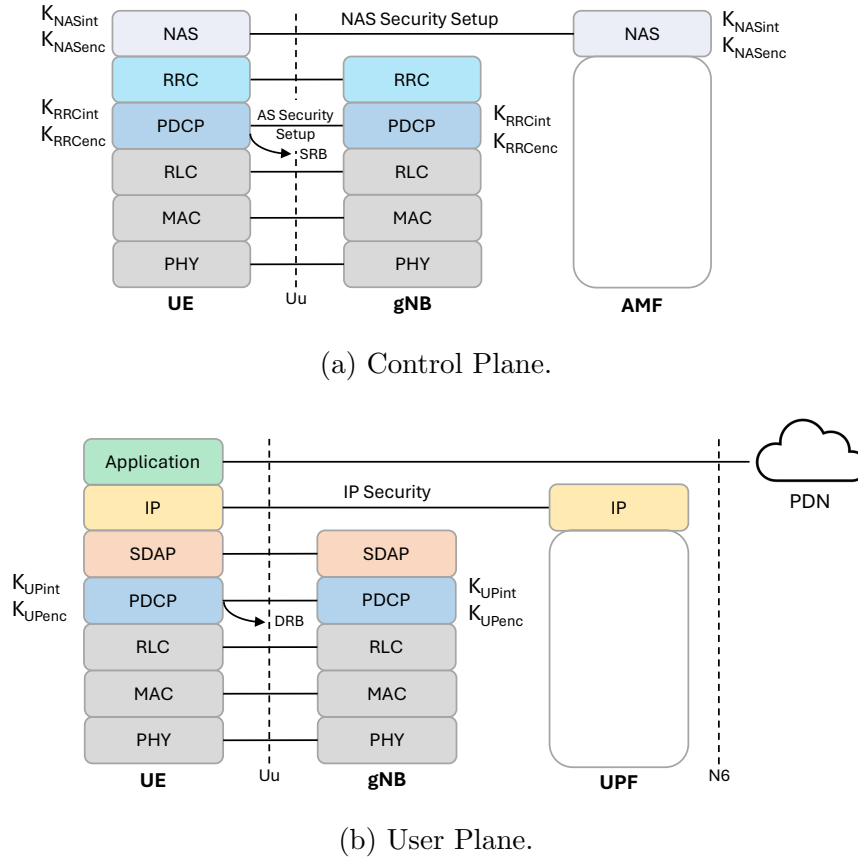 NAS Security Setup
K_NASint
K_NASenc
NAS
NAS
K_NASint
K_NASenc
RRC
RRC
K_RRCint
K_RRCenc
PDCP
AS Security
Setup
SRB
PDCP
K_RRCint
K_RRCenc
RLC
RLC
MAC
MAC
PHY
PHY
UE
Uu
gNB
AMF
(a) Control Plane.
Application
PDN
IP
IP Security
IP
SDAP
SDAP
K_UPint
K_UPenc
PDCP
DRB
PDCP
K_UPint
K_UPenc
RLC
RLC
MAC
MAC
PHY
PHY
UE
Uu
gNB
UPF
N6
(b) User Plane.